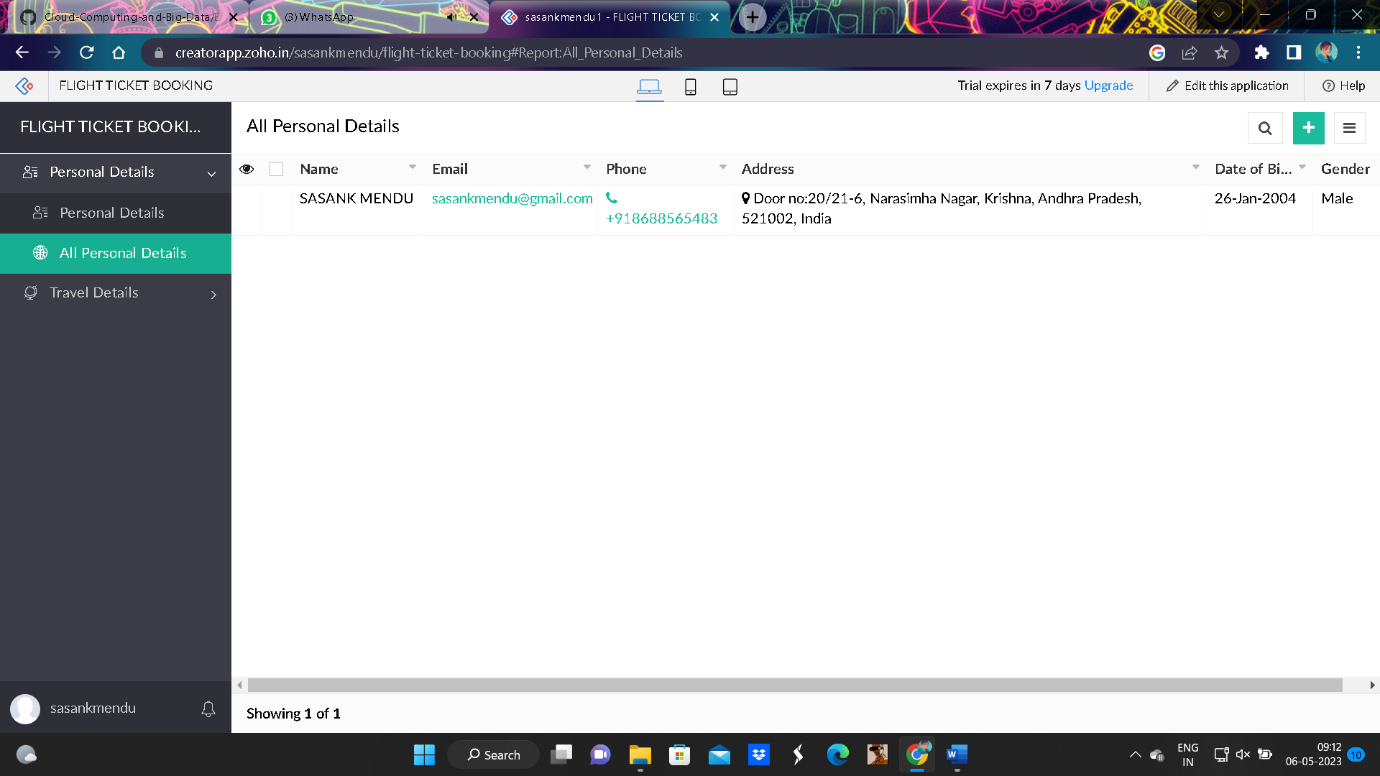 Cloud-Computing-and-Big-Data/E
(3) WhatsApp
sasankmendu1 - FLIGHT TICKET BO
creatorapp.zoho.in/sasankmendu/flight-ticket-booking#Report:All_Personal_Details
FLIGHT TICKET BOOKING
Trial expires in 7 days Upgrade
Edit this application
Help
FLIGHT TICKET BOOKI...
All Personal Details
Personal Details
Name Email Phone Address Date of Bi... Gender
SASANK MENDU sasankmendu@gmail.com Door no:20/21-6, Narasimha Nagar, Krishna, Andhra Pradesh, 26-Jan-2004 Male
+918688565483 521002, India
Personal Details
All Personal Details
Travel Details
sasankmendu
Showing 1 of 1
Search
ENG
IN
09:12
06-05-2023
10